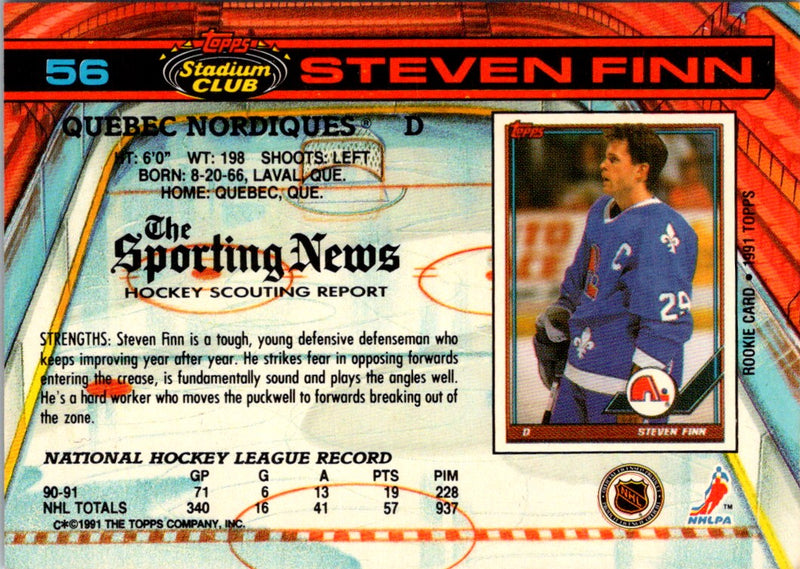 56
Topps
Stadium
CLUB
STEVEN FINN
QUEBEC NORDIQUES® D
HT: 6'0" WT: 198 SHOOTS: LEFT
BORN: 8-20-66, LAVAL, QUE.
HOME: QUEBEC, QUE.
The
Sporting News
HOCKEY SCOUTING REPORT
STRENGTHS: Steven Finn is a tough, young defensive defenseman who
keeps improving year after year. He strikes fear in opposing forwards
entering the crease, is fundamentally sound and plays the angles well.
He's a hard worker who moves the puckwell to forwards breaking out of
the zone.
NATIONAL HOCKEY LEAGUE RECORD
GP G A PTS PIM
90-91 71 6 13 19 228
NHL TOTALS 340 16 41 57 937
C*©1991 THE TOPPS COMPANY, INC.
Topps
C
29
D STEVEN FINN
ROOKIE CARD • 1991 TOPPS
NHL
NHLPA™